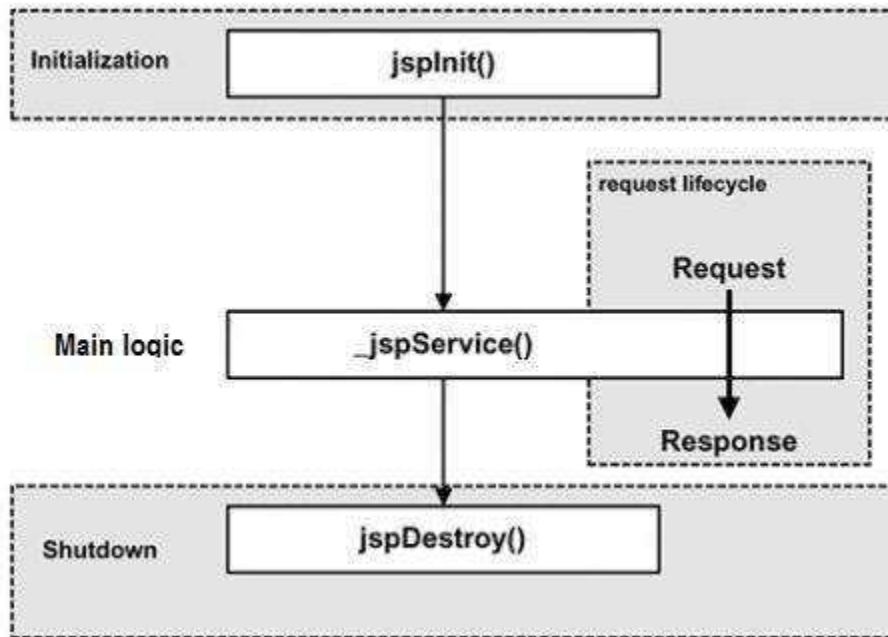 Initialization
jspInit()
request lifecycle
Request
Main logic
_jspService()
Response
Shutdown
jspDestroy()